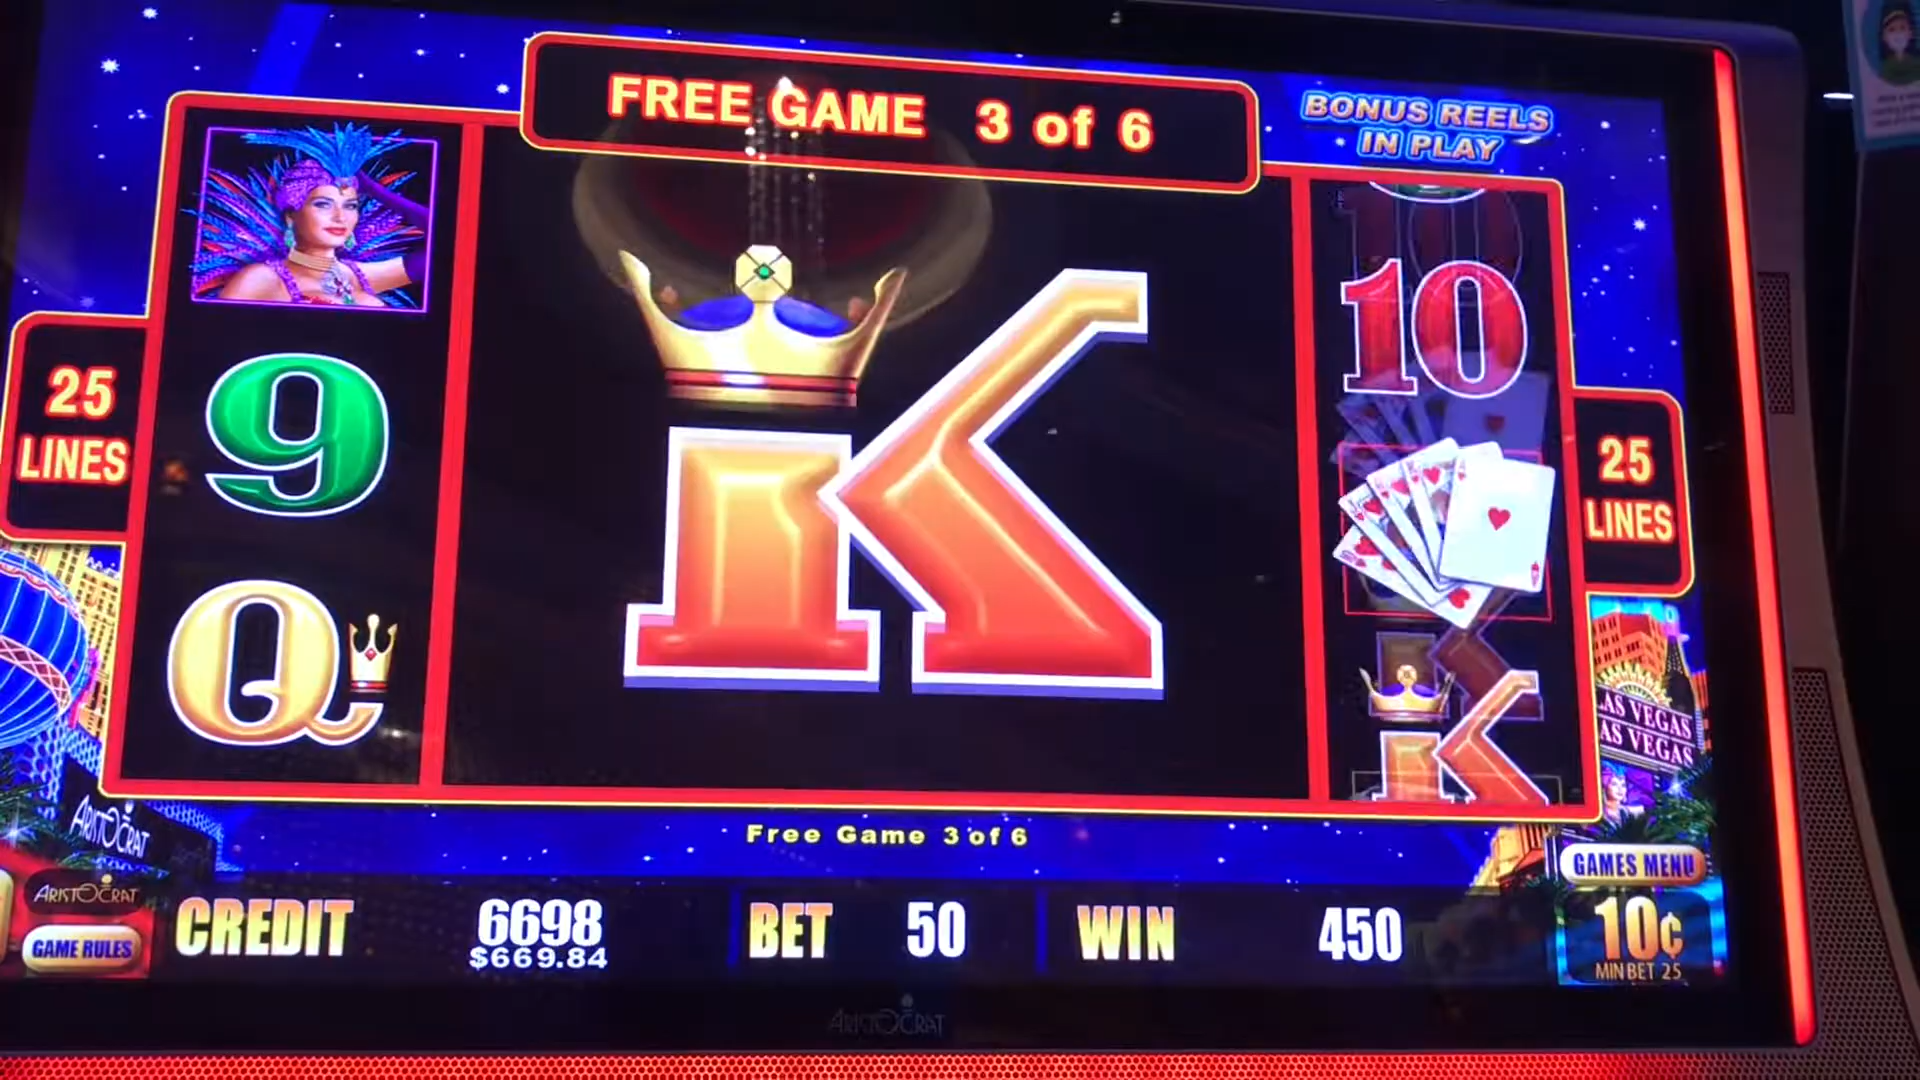 FREE GAME 3 of 6
BONUS REELS
IN PLAY
10
9
25
LINES
25
LINES
K
Q
K
LAS VEGAS
LAS VEGAS
ARISTOCRAT
Free Game 3 of 6
GAMES MENU
ARISTOCRAT
GAME RULES
CREDIT 6698 BET 50 WIN 450
$669.84
10¢
MIN BET 25
ARISTOCRAT